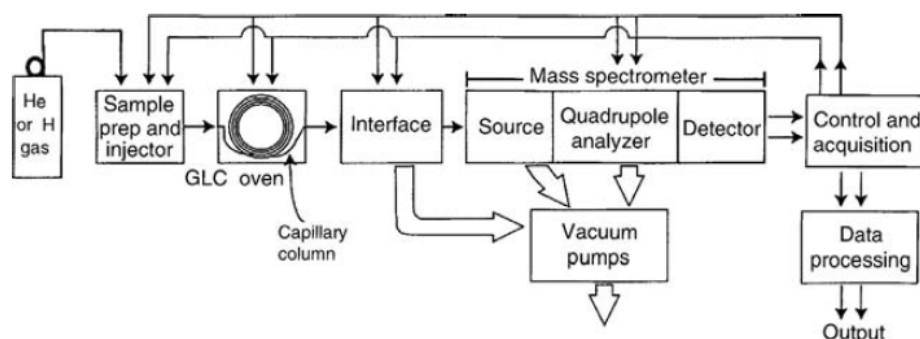 Mass spectrometer
He
or H
gas
Sample
prep and
injector
GLC oven
Capillary
column
Interface
Source
Quadrupole
analyzer
Detector
Control and
acquisition
Vacuum
pumps
Data
processing
Output